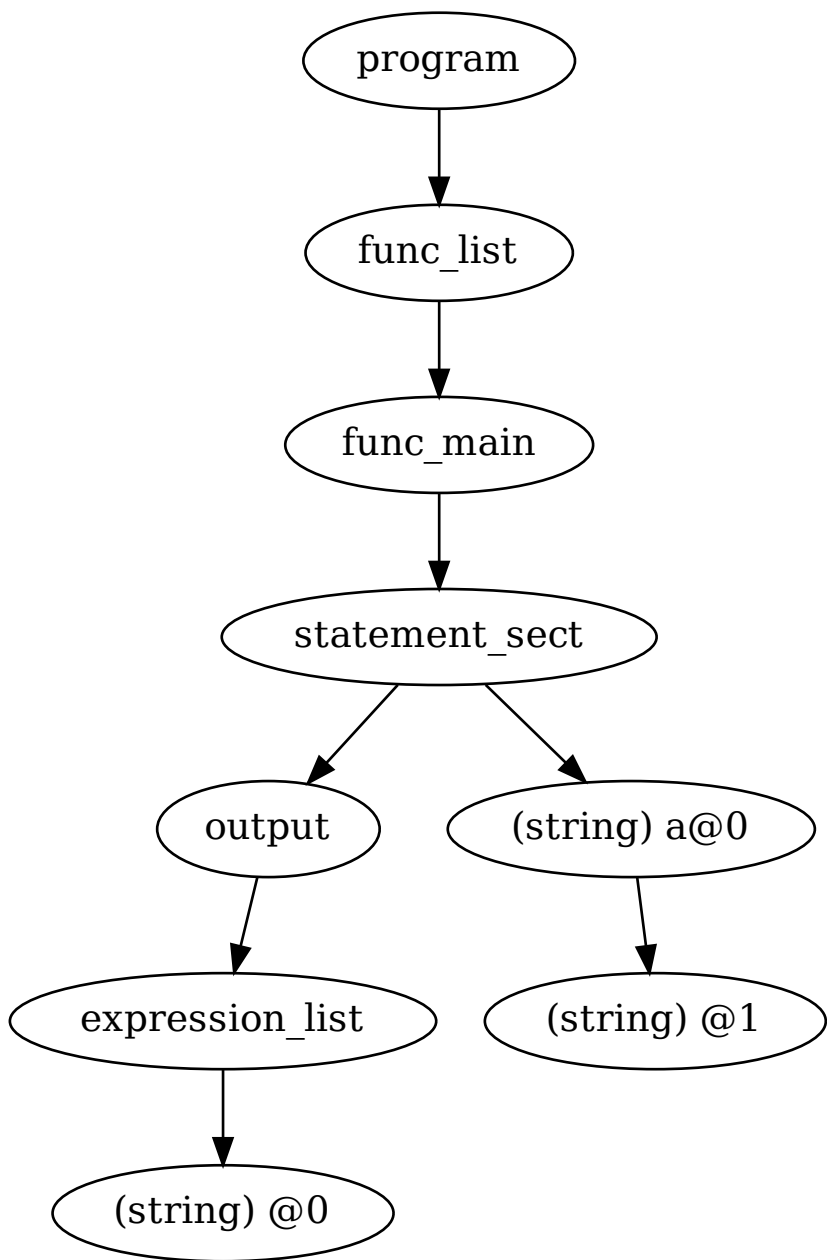 program
func_list
func_main
statement_sect
output
(string) a@0
expression_list
(string) @1
(string) @0